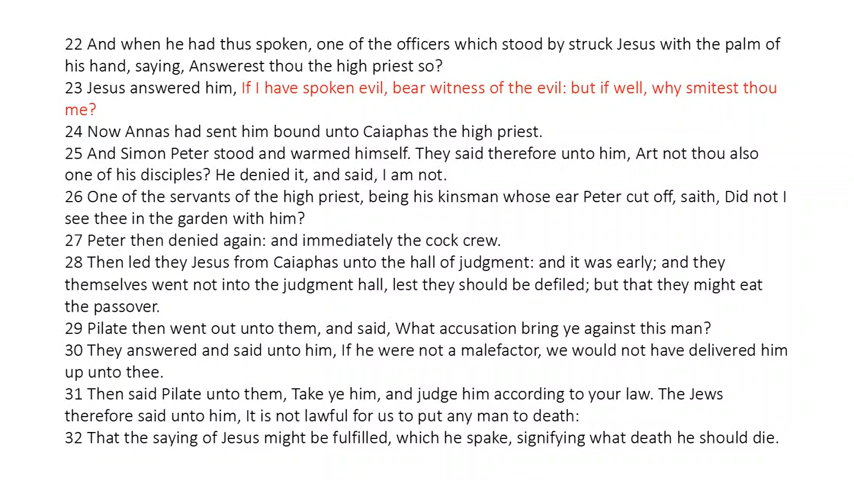 22 And when he had thus spoken, one of the officers which stood by struck Jesus with the palm of
his hand, saying, Answerest thou the high priest so?
23 Jesus answered him, If I have spoken evil, bear witness of the evil: but if well, why smitest thou
me?
24 Now Annas had sent him bound unto Caiaphas the high priest.
25 And Simon Peter stood and warmed himself. They said therefore unto him, Art not thou also
one of his disciples? He denied it, and said, I am not.
26 One of the servants of the high priest, being his kinsman whose ear Peter cut off, saith, Did not I
see thee in the garden with him?
27 Peter then denied again: and immediately the cock crew.
28 Then led they Jesus from Caiaphas unto the hall of judgment: and it was early; and they
themselves went not into the judgment hall, lest they should be defiled; but that they might eat
the passover.
29 Pilate then went out unto them, and said, What accusation bring ye against this man?
30 They answered and said unto him, If he were not a malefactor, we would not have delivered him
up unto thee.
31 Then said Pilate unto them, Take ye him, and judge him according to your law. The Jews
therefore said unto him, It is not lawful for us to put any man to death:
32 That the saying of Jesus might be fulfilled, which he spake, signifying what death he should die.